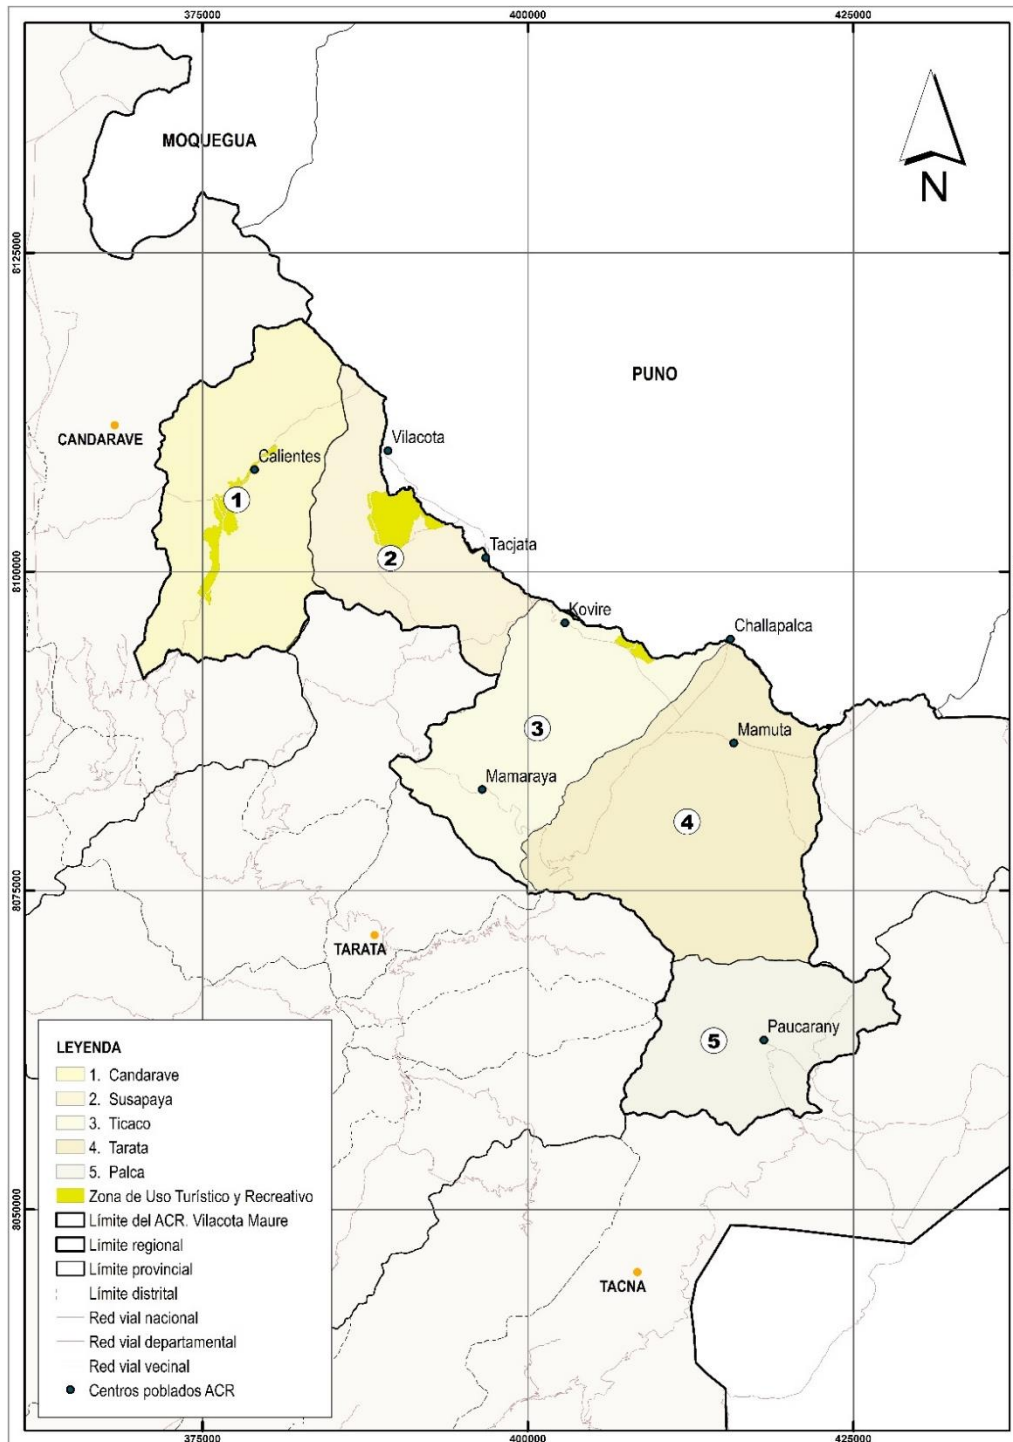 375000
400000
425000
MOQUEGUA
N
8125000
PUNO
CANDARAVE
Vilacota
Calientes
1
Tacjata
2
8100000
Kovire
Challapalca
3
Mamuta
Mamaraya
4
8075000
TARATA
Paucarany
5
LEYENDA
1. Candarave
2. Susapaya
3. Ticaco
4. Tarata
5. Palca
Zona de Uso Turístico y Recreativo
Límite del ACR. Vilacota Maure
Límite regional
Límite provincial
Límite distrital
Red vial nacional
Red vial departamental
Red vial vecinal
Centros poblados ACR
8050000
TACNA
375000
400000
425000